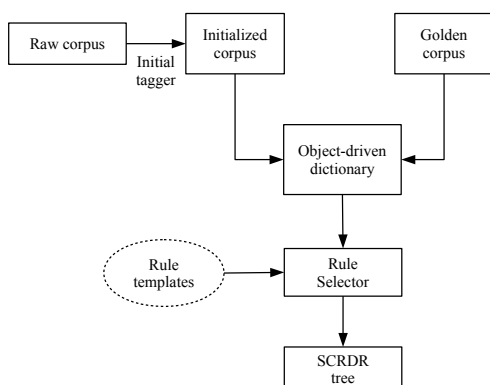 Raw corpus
Initial
tagger
Initialized
corpus
Golden
corpus
Object-driven
dictionary
Rule
templates
Rule
Selector
SCRDR
tree